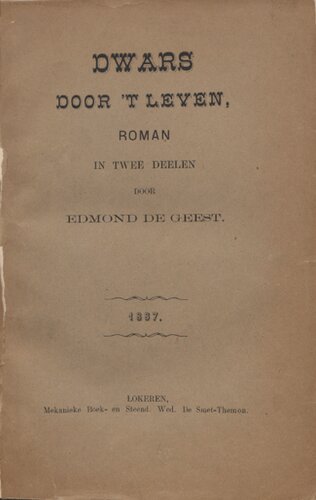 DWARS
DOOR 'T LEVEN,
ROMAN
IN TWEE DEELEN
DOOR
EDMOND DE GEEST.
1887.
LOKEREN,
Mekanieke Boek- en Steend. Wed. De Smet-Themon.